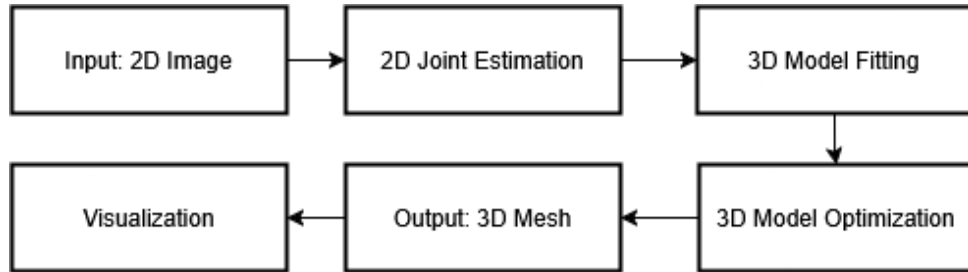 Input: 2D Image
2D Joint Estimation
3D Model Fitting
3D Model Optimization
Output: 3D Mesh
Visualization